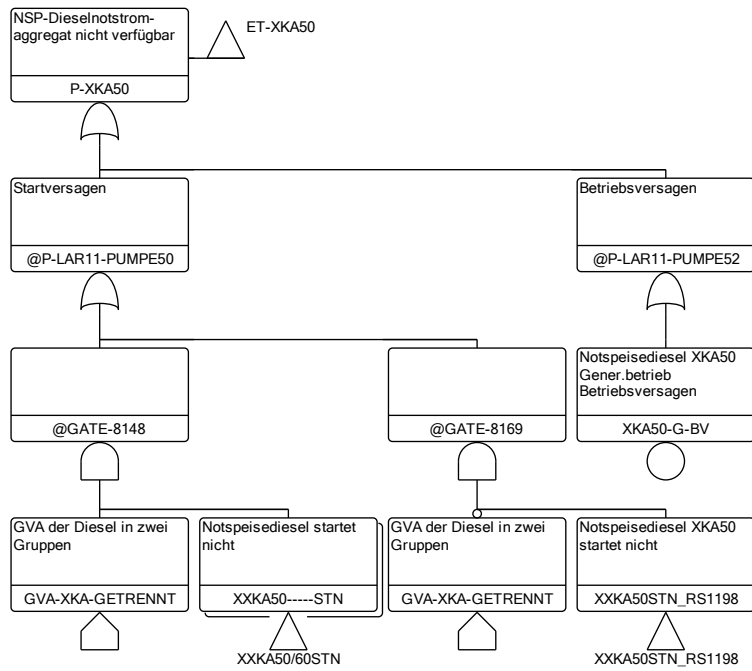 NSP-Dieselnotstrom-
aggregat nicht verfügbar
P-XKA50
ET-XKA50
Startversagen
@P-LAR11-PUMPE50
Betriebsversagen
@P-LAR11-PUMPE52
@GATE-8148
@GATE-8169
Notspeisediesel XKA50
Gener.betrieb
Betriebsversagen
XKA50-G-BV
GVA der Diesel in zwei
Gruppen
GVA-XKA-GETRENNT
Notspeisediesel startet
nicht
XXKA50-----STN
XXKA50/60STN
GVA der Diesel in zwei
Gruppen
GVA-XKA-GETRENNT
Notspeisediesel XKA50
startet nicht
XXKA50STN_RS1198
XXKA50STN_RS1198